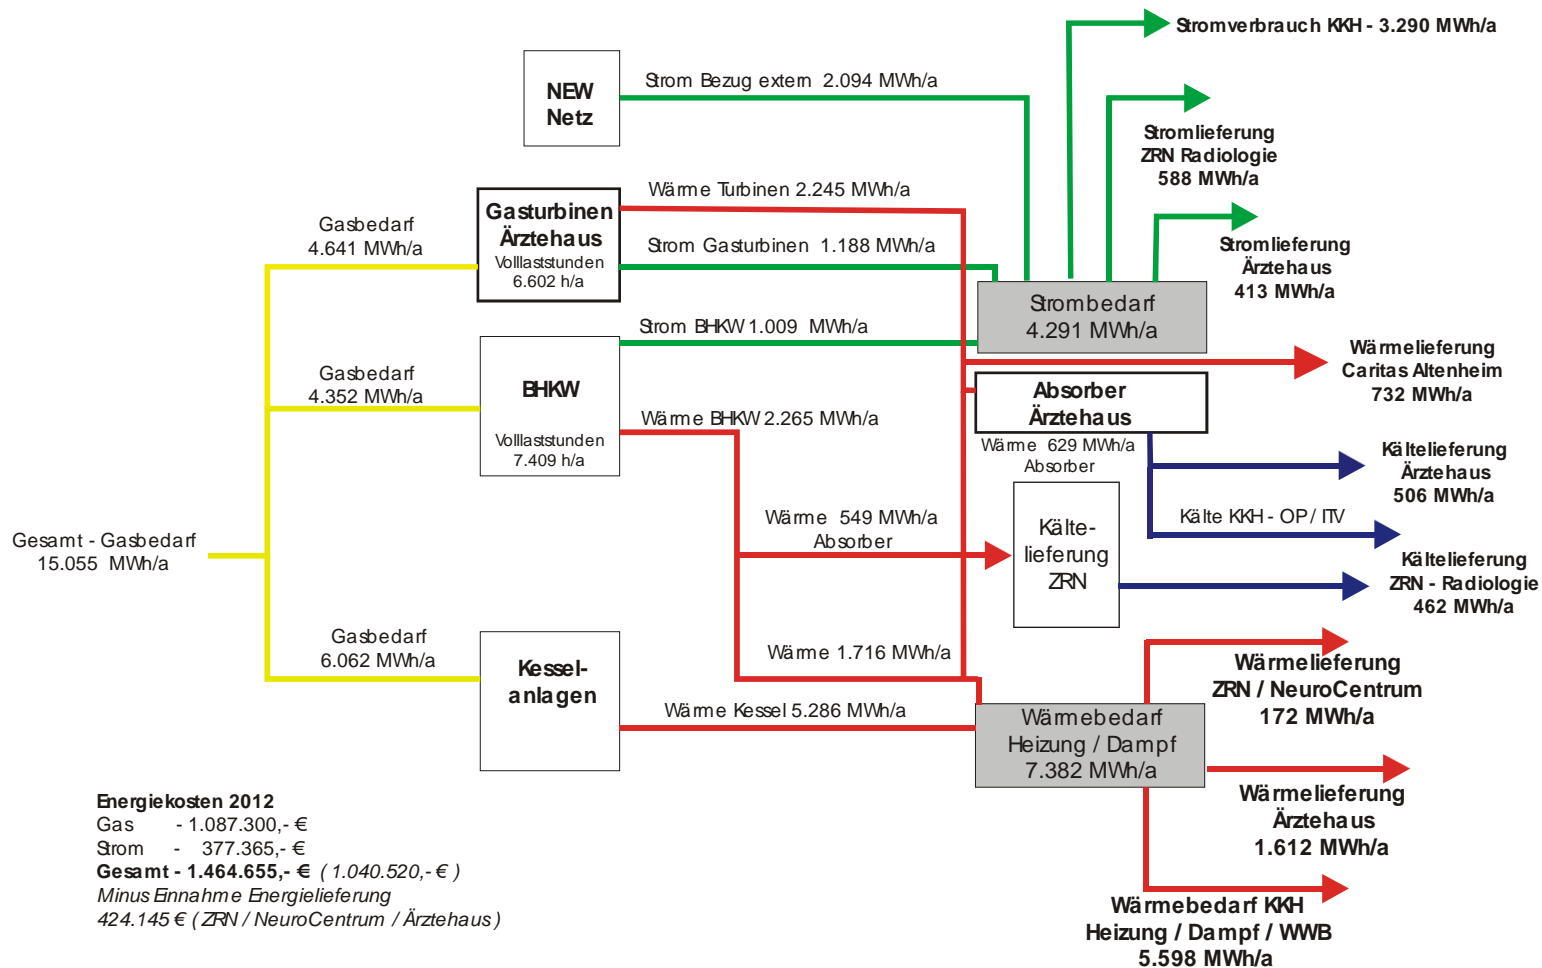 Stromverbrauch KKH - 3.290 MWh/a
NEW
Netz
Strom Bezug extern 2.094 MWh/a
Stromlieferung
ZRN Radiologie
588 MWh/a
Gasturbinen
Ärztehaus
Volllaststunden
6.602 h/a
Wärme Turbinen 2.245 MWh/a
Strom Gasturbinen 1.188 MWh/a
Gasbedarf
4.641 MWh/a
Stromlieferung
Ärztehaus
413 MWh/a
Strombedarf
4.291 MWh/a
Strom BHKW 1.009 MWh/a
Gasbedarf
4.352 MWh/a
BHKW
Volllaststunden
7.409 h/a
Wärme BHKW 2.265 MWh/a
Wärmelieferung
Caritas Altenheim
732 MWh/a
Absorber
Ärztehaus
Wärme 629 MWh/a
Absorber
Kältelieferung
Ärztehaus
506 MWh/a
Kälte KKH - OP / ITV
Gesamt - Gasbedarf
15.055 MWh/a
Wärme 549 MWh/a
Absorber
Kälte-
lieferung
ZRN
Kältelieferung
ZRN - Radiologie
462 MWh/a
Gasbedarf
6.062 MWh/a
Kessel-
anlagen
Wärme 1.716 MWh/a
Wärme Kessel 5.286 MWh/a
Wärmebedarf
Heizung / Dampf
7.382 MWh/a
Wärmelieferung
ZRN / NeuroCentrum
172 MWh/a
Wärmelieferung
Ärztehaus
1.612 MWh/a
Wärmebedarf KKH
Heizung / Dampf / WWB
5.598 MWh/a
Energiekosten 2012
Gas - 1.087.300,- €
Strom - 377.365,- €
Gesamt - 1.464.655,- € ( 1.040.520,- € )
Minus Einnahme Energielieferung
424.145 € ( ZRN / NeuroCentrum / Ärztehaus )